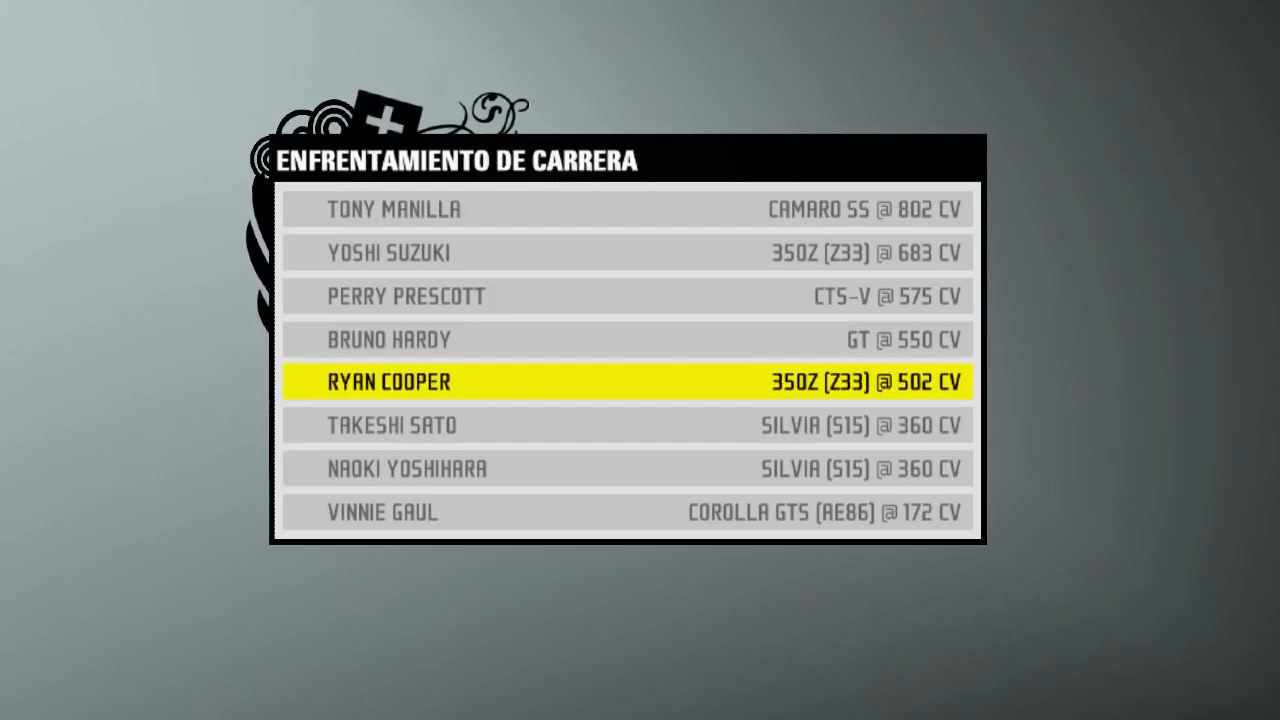 ENFRENTAMIENTO DE CARRERA
TONY MANILLA CAMARO SS @ 802 CV
YOSHI SUZUKI 350Z (Z33) @ 683 CV
PERRY PRESCOTT CTS-V @ 575 CV
BRUNO HARDY GT @ 550 CV
RYAN COOPER 350Z (Z33) @ 502 CV
TAKESHI SATO SILVIA (S15) @ 360 CV
NAOKI YOSHIHARA SILVIA (S15) @ 360 CV
VINNIE GAUL COROLLA GTS (AE86) @ 172 CV